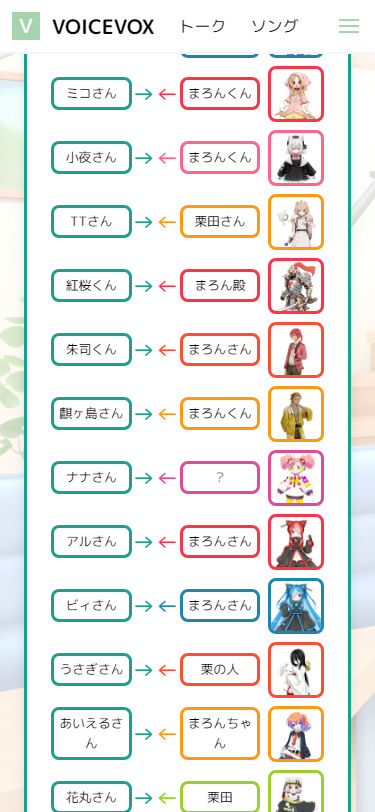 V VOICEVOX トーク ソング
ミコさん まろんくん
小夜さん まろんくん
TTさん 栗田さん
紅桜くん まろん殿
朱司くん まろんさん
麒ヶ島さん まろんくん
ナナさん ？
アルさん まろんさん
ビィさん まろんさん
うさぎさん 栗の人
あいえるさ まろんちゃ
ん ん
花丸さん 栗田